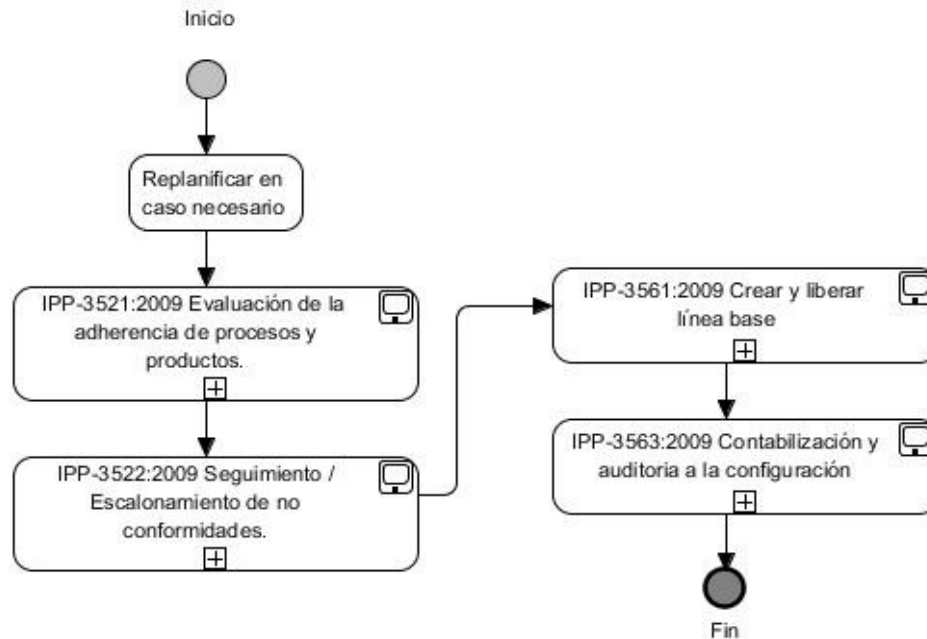 Inicio
Replanificar en
caso necesario
IPP-3521:2009 Evaluación de la
adherencia de procesos y
productos.
IPP-3522:2009 Seguimiento /
Escalonamiento de no
conformidades.
IPP-3561:2009 Crear y liberar
línea base
IPP-3563:2009 Contabilización y
auditoria a la configuración
Fin